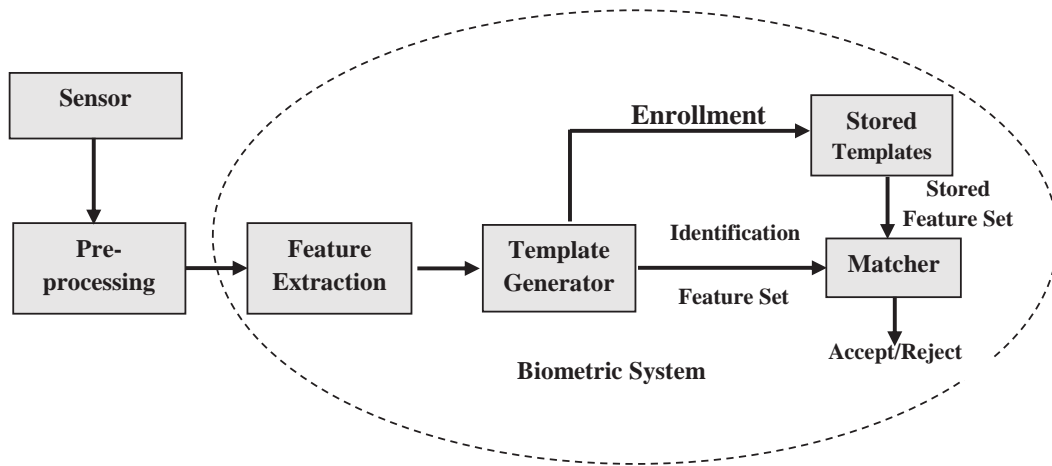 Sensor
Pre-
processing
Feature
Extraction
Template
Generator
Enrollment
Stored
Templates
Stored
Feature Set
Identification
Feature Set
Matcher
Accept/Reject
Biometric System